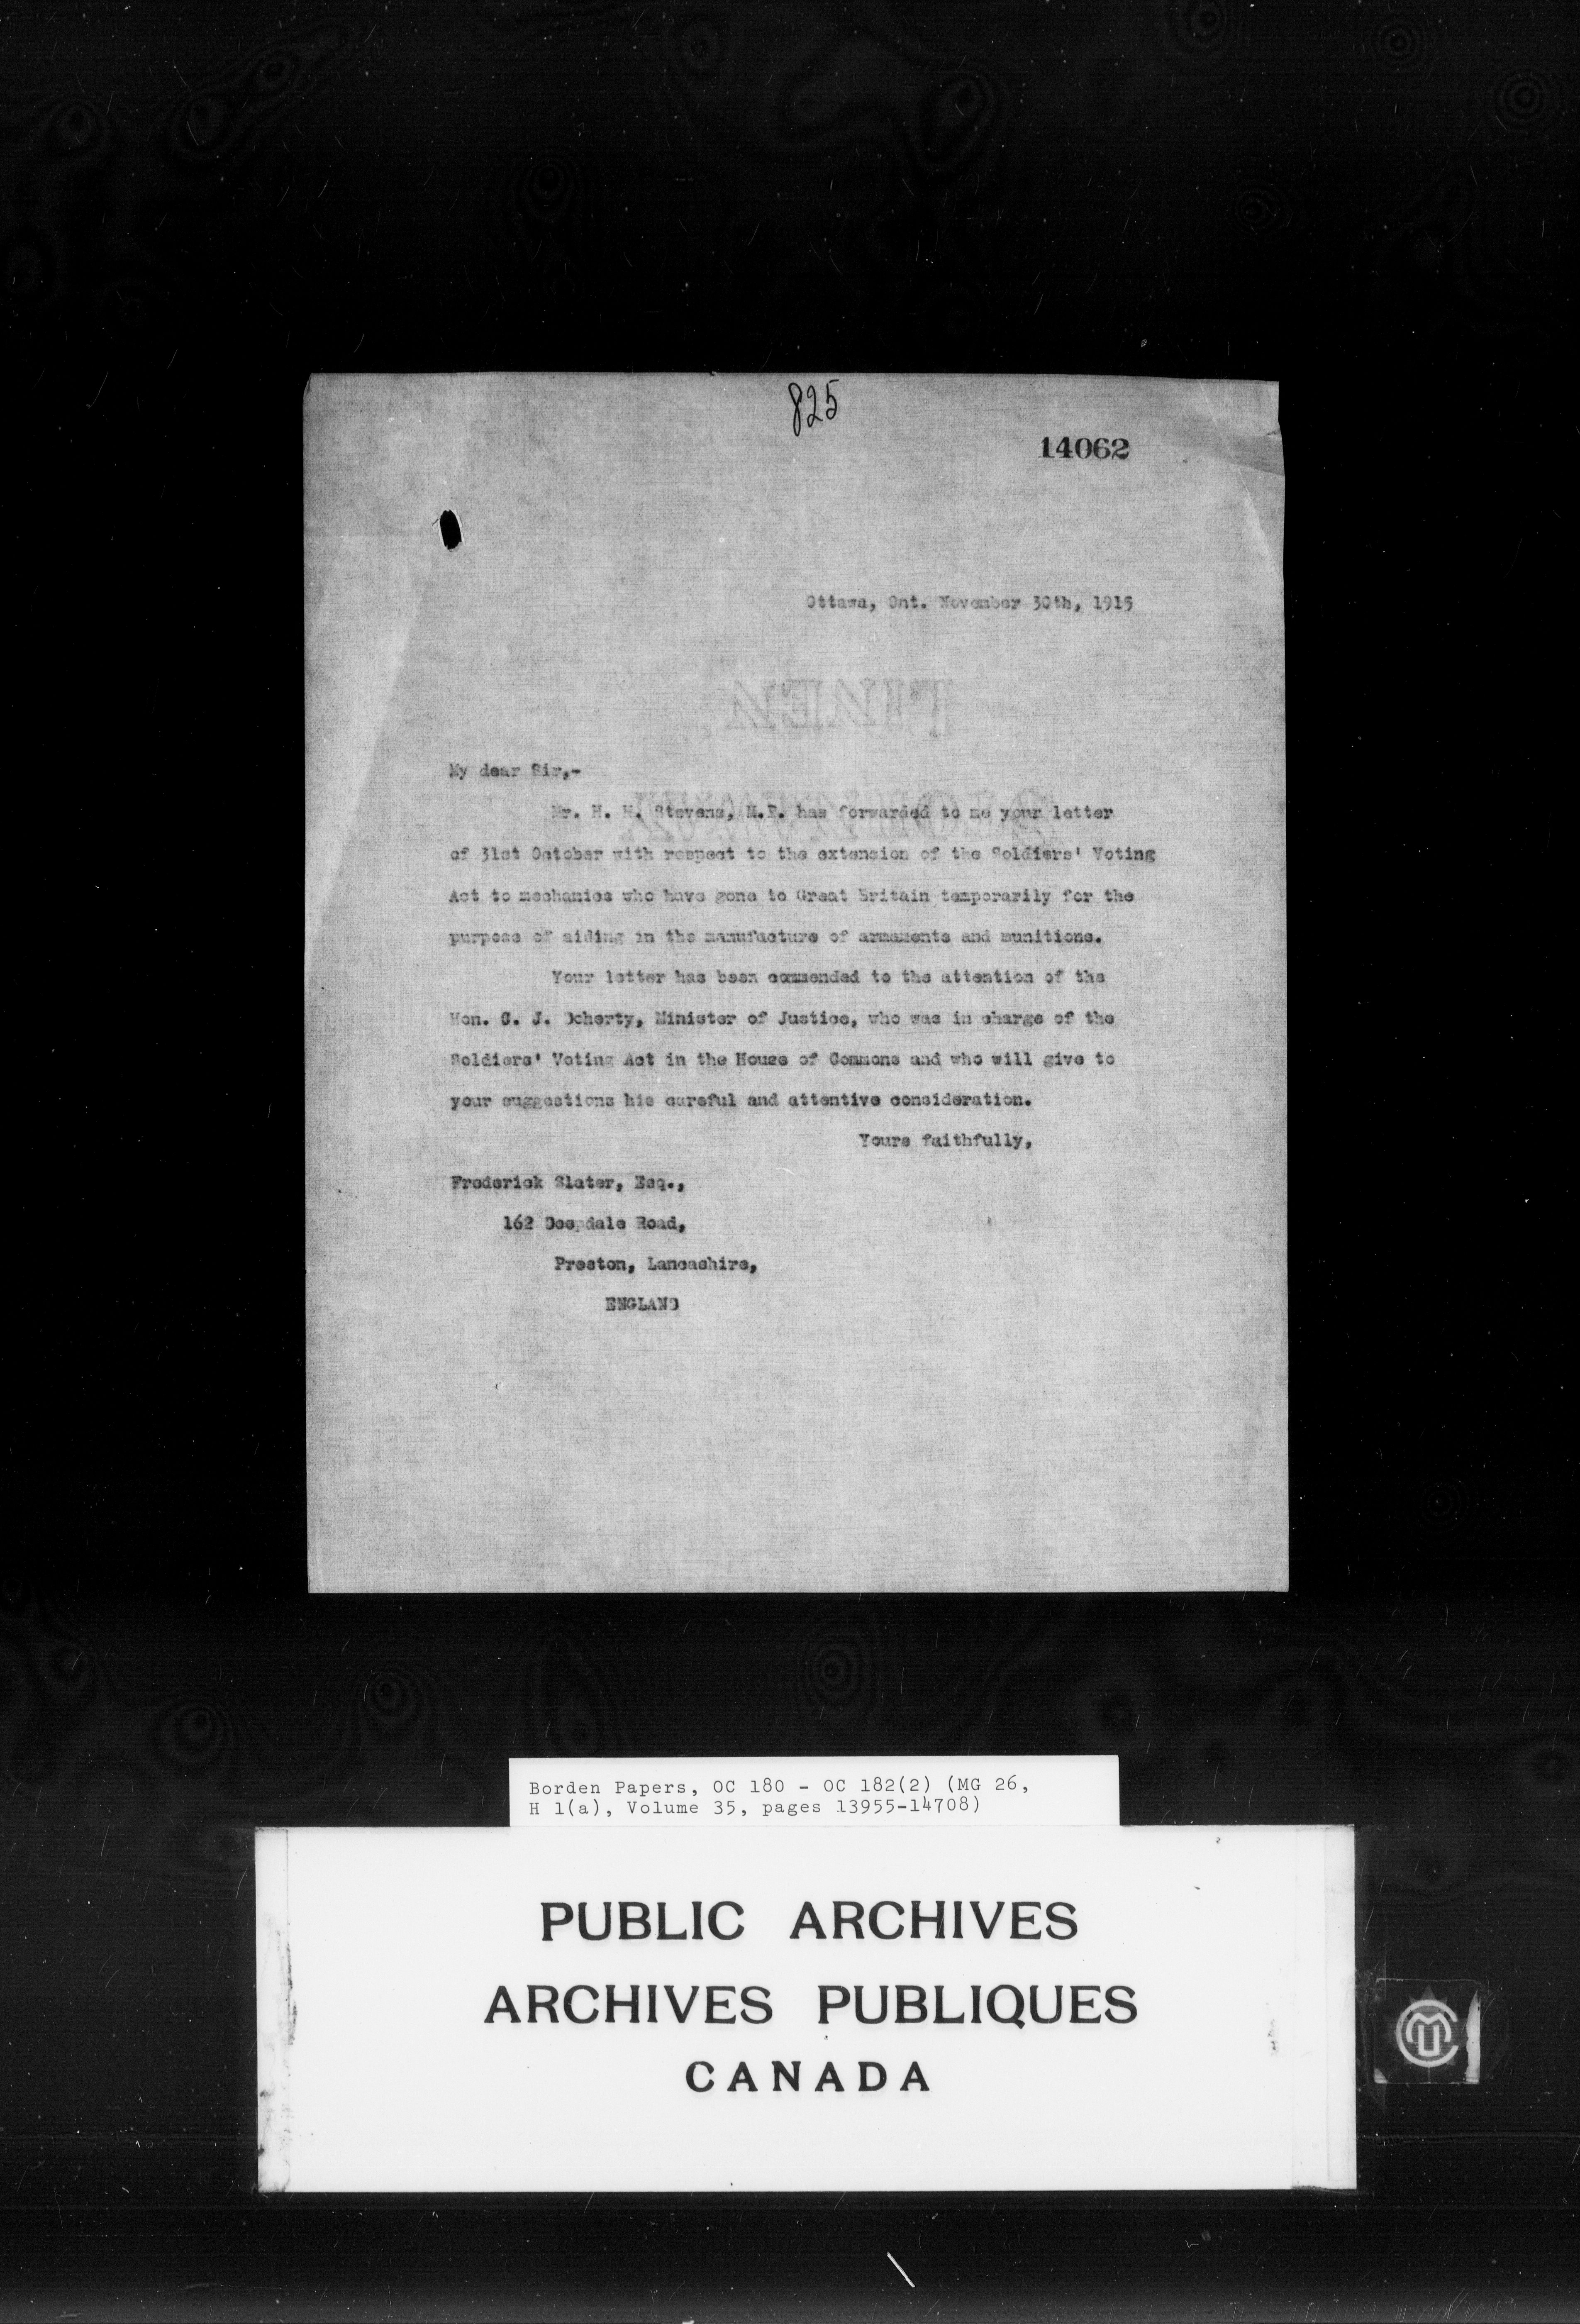 825
14062
Ottawa, Ont. November 30th, 1915
LINEN
My dear Sir,-
Mr. H. H. Stevens, M.P. has forwarded to me your letter
of 31st October with respect to the extension of the Soldiers' Voting
Act to mechanics who have gone to Great Britain temporarily for the
purpose of aiding in the manufacture of armaments and munitions.
Your letter has been commended to the attention of the
Hon. C. J. Doherty, Minister of Justice, who was in charge of the
Soldiers' Voting Act in the House of Commons and who will give to
your suggestions his careful and attentive consideration.
Yours faithfully,
Frederick Slater, Esq.,
162 Deepdale Road,
Preston, Lancashire,
ENGLAND
Borden Papers, OC 180 - OC 182(2) (MG 26,
H 1(a), Volume 35, pages 13955-14708)
PUBLIC ARCHIVES
ARCHIVES PUBLIQUES
CANADA